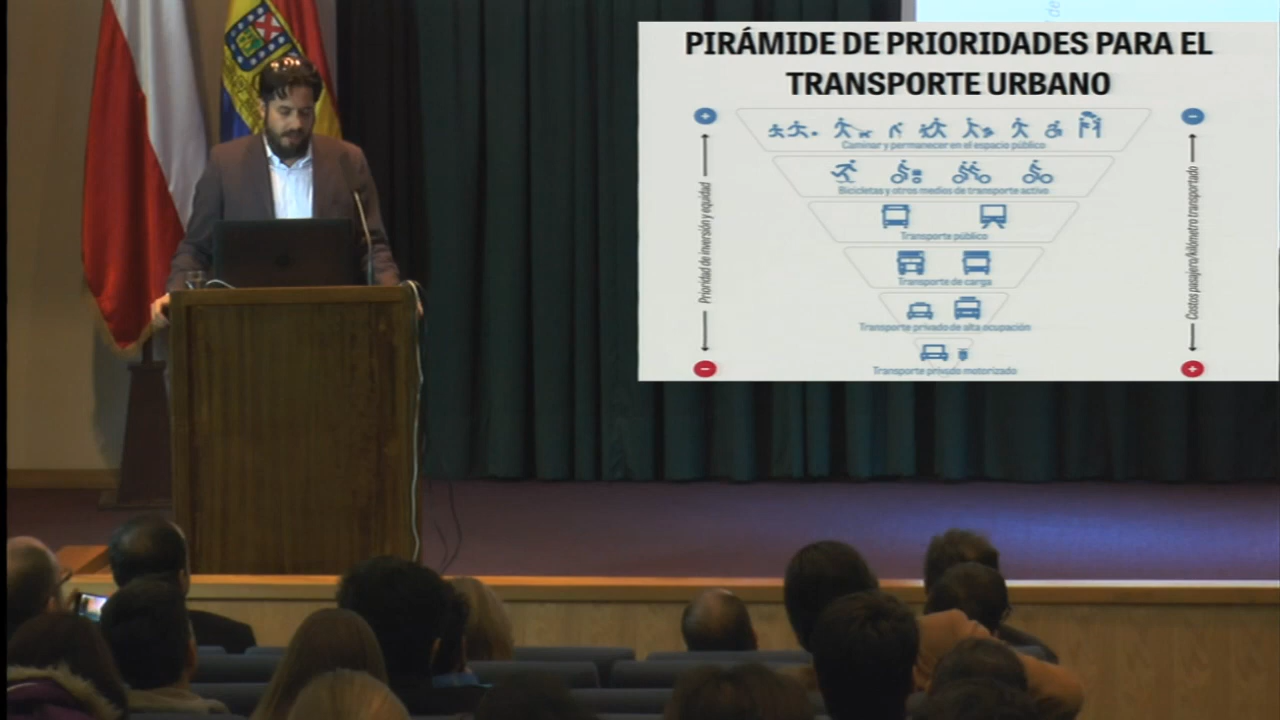 PIRÁMIDE DE PRIORIDADES PARA EL
TRANSPORTE URBANO
Caminar y permanecer en el espacio público
Bicicletas y otros medios de transporte activo
Transporte público
Transporte de carga
Transporte privado de alta ocupación
Transporte privado motorizado
Prioridad de inversión y equidad
Costos pasajero/kilómetro transportado
de